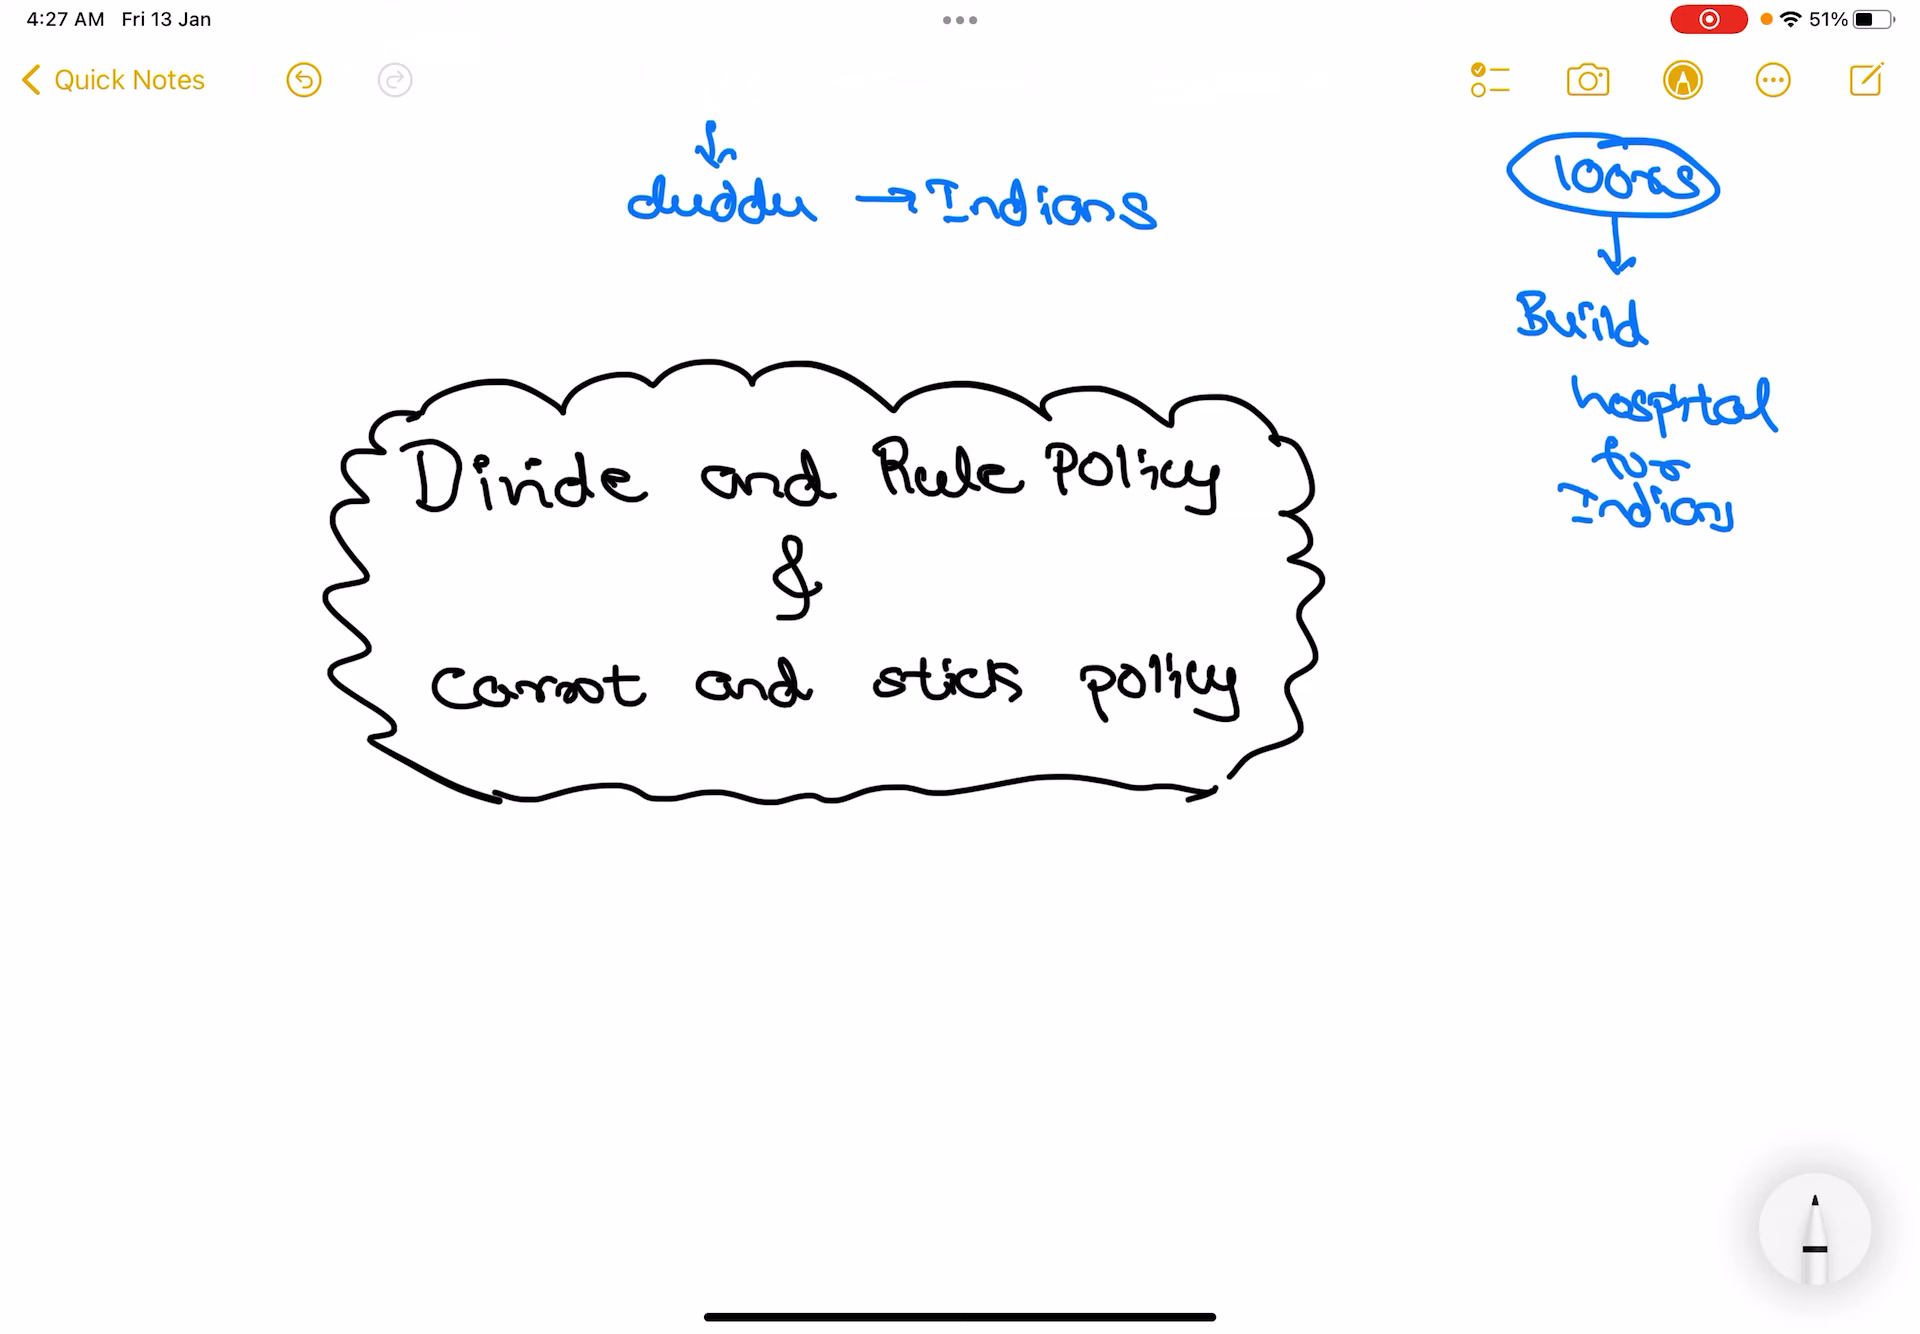 4:27 AM Fri 13 Jan
51%
Quick Notes
duddu → Indians
100rs
Build
hospital
for
Indians
Divide and Rule Policy
&
Carrot and stick policy